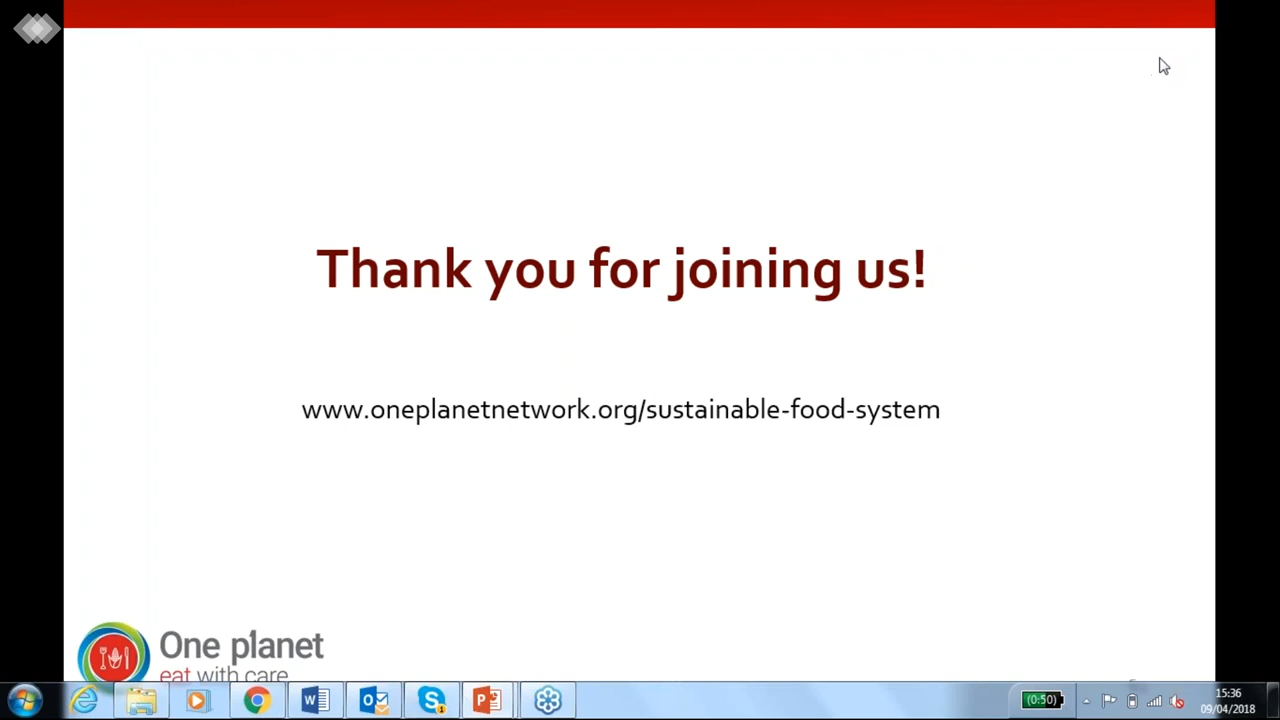 Thank you for joining us!
www.oneplanetnetwork.org/sustainable-food-system
One planet
eat with care
(0:50)
15:36
09/04/2018